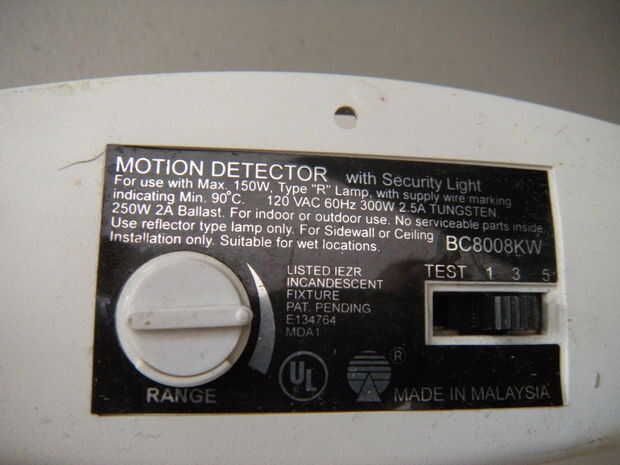 MOTION DETECTOR with Security Light
For use with Max. 150W, Type "R" Lamp, with supply wire marking
indicating Min. 90°C. 120 VAC 60Hz 300W 2.5A TUNGSTEN
250W 2A Ballast. For indoor or outdoor use. No serviceable parts inside.
Use reflector type lamp only. For Sidewall or Ceiling
Installation only. Suitable for wet locations.
BC8008KW
TEST 1 3 5
LISTED IEZR
INCANDESCENT
FIXTURE
PAT. PENDING
E134764
MDA1
RANGE
UL
®
MADE IN MALAYSIA